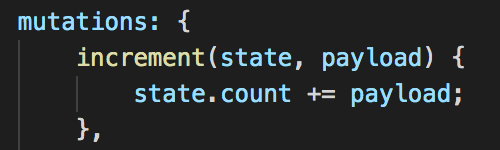 mutations: {
    increment(state, payload) {
        state.count += payload;
    },